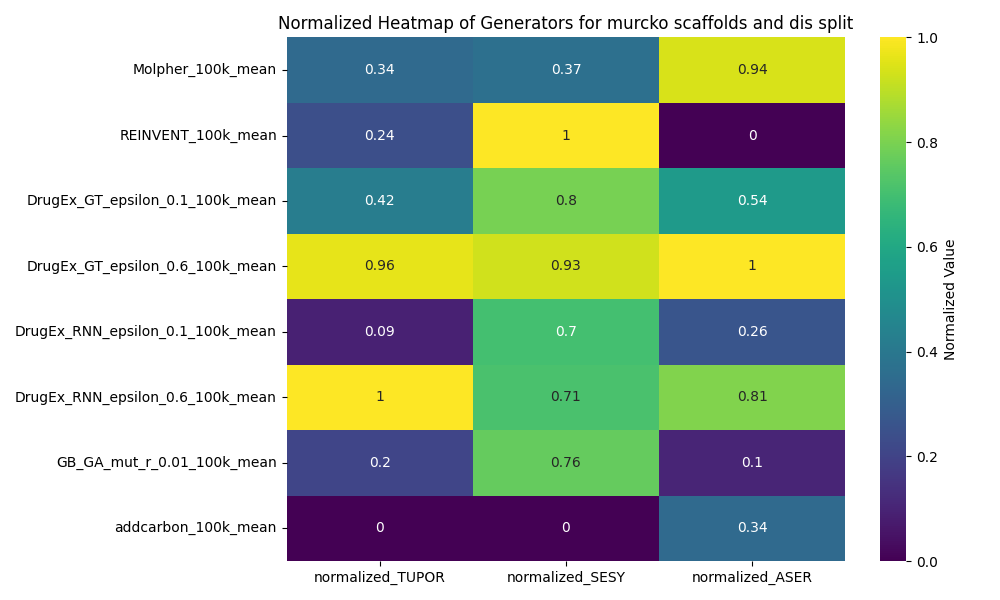 Normalized Heatmap of Generators for murcko scaffolds and dis split
Molpher_100k_mean 0.34 0.37 0.94
REINVENT_100k_mean 0.24 1 0
DrugEx_GT_epsilon_0.1_100k_mean 0.42 0.8 0.54
DrugEx_GT_epsilon_0.6_100k_mean 0.96 0.93 1
DrugEx_RNN_epsilon_0.1_100k_mean 0.09 0.7 0.26
DrugEx_RNN_epsilon_0.6_100k_mean 1 0.71 0.81
GB_GA_mut_r_0.01_100k_mean 0.2 0.76 0.1
addcarbon_100k_mean 0 0 0.34
normalized_TUPOR normalized_SESY normalized_ASER
1.0
0.8
0.6
0.4
0.2
0.0
Normalized Value